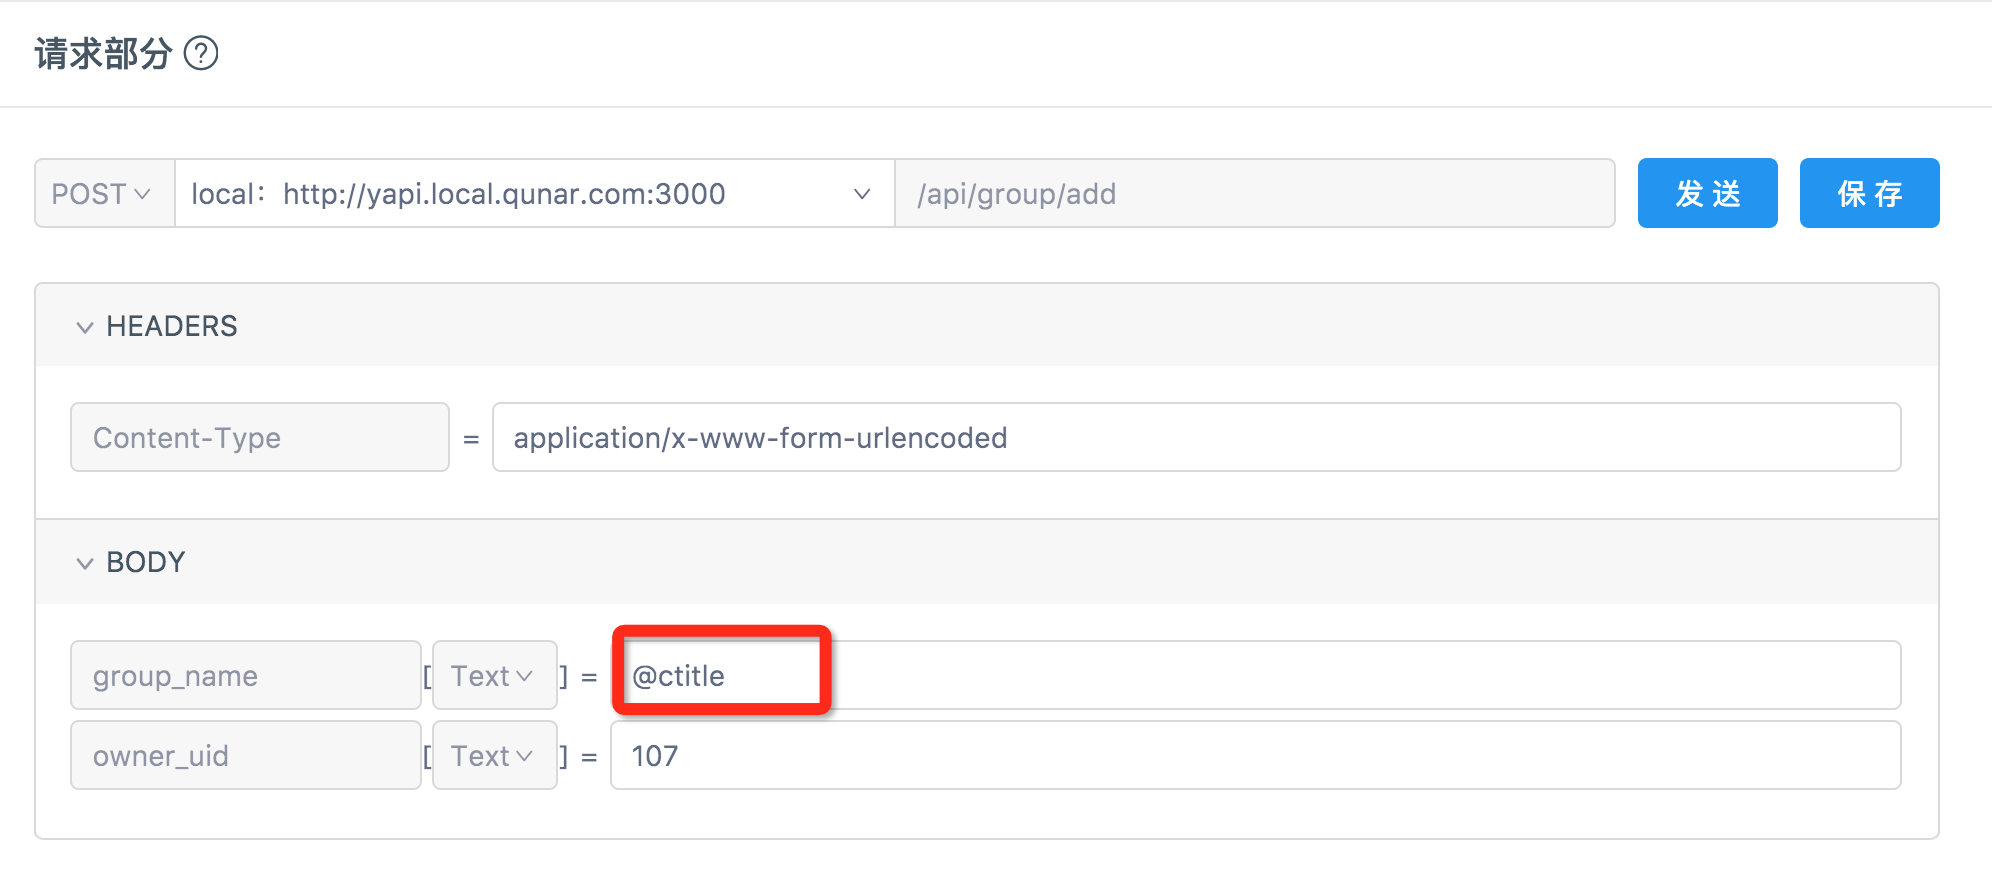 请求部分 ?
POST local：http://yapi.local.qunar.com:3000 /api/group/add 发 送 保 存
HEADERS
Content-Type = application/x-www-form-urlencoded
BODY
group_name [ Text ] = @ctitle
owner_uid [ Text ] = 107